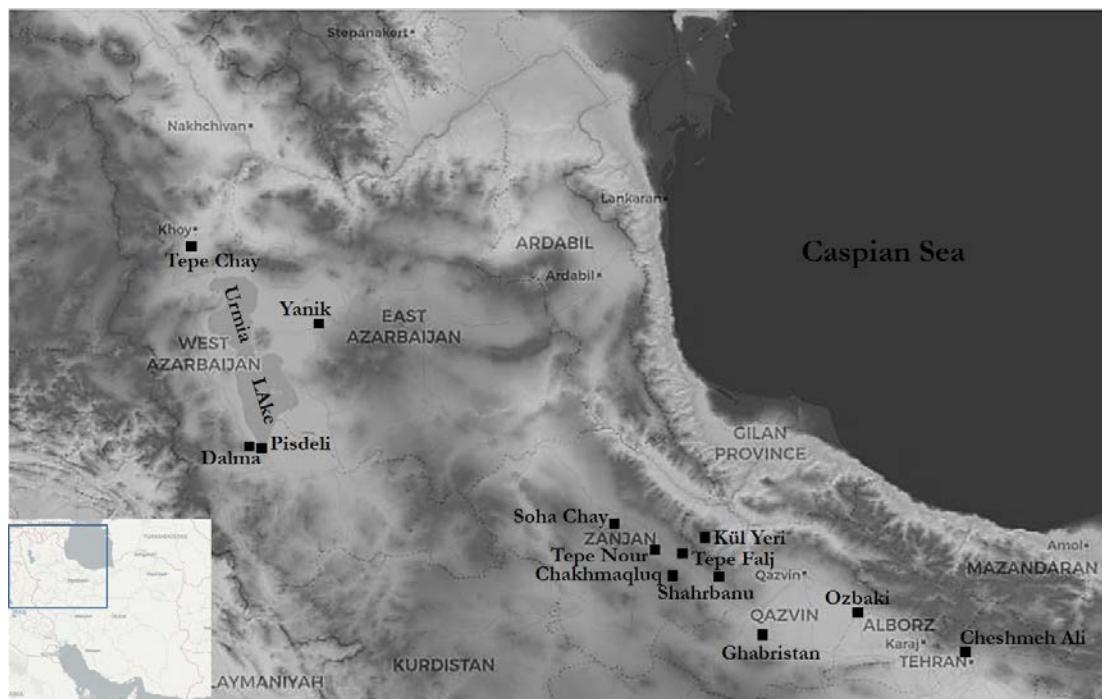 Stepanakert
Nakhchivan
Lankaran
Khoy
Tepe Chay
ARDABIL
Caspian Sea
Ardabil
Urmia
Yanik
EAST
AZARBAIJAN
WEST
AZARBAIJAN
LAke
Pisdeli
Dalma
GILAN
PROVINCE
Soha Chay
ZANJAN
Kül Yeri
Tepe Nour
Tepe Falj
Chakhmaqluq
Shahrbanu
Qazvin
Amol
MAZANDARAN
Ozbaki
QAZVIN
ALBORZ
Karaj
Cheshmeh Ali
Ghabristan
TEHRAN
KURDISTAN
LAYMANIYAH